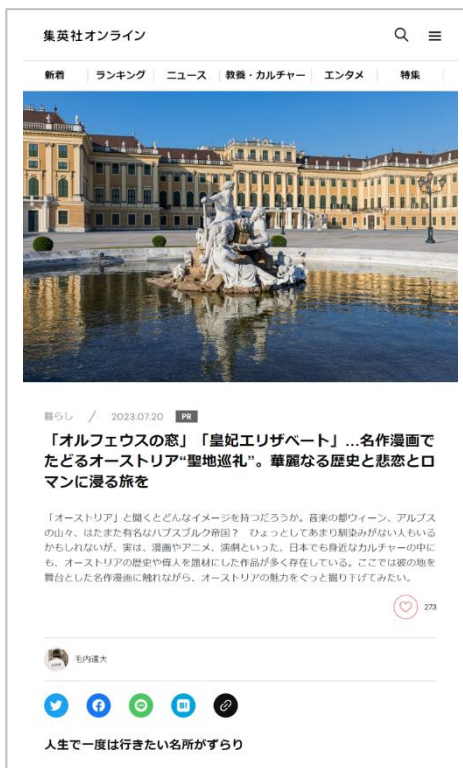 集英社オンライン
新着 ランキング ニュース 教養・カルチャー エンタメ 特集
暮らし / 2023.07.20 PR
「オルフェウスの窓」「皇妃エリザベート」…名作漫画で
たどるオーストリア“聖地巡礼”。華麗なる歴史と悲恋とロ
マンに浸る旅を
「オーストリア」と聞くとどんなイメージを持つだろうか。音楽の都ウィーン、アルプス
の山々、はたまた有名なハプスブルク帝国？ ひょっとしてあまり馴染みがない人もいる
かもしれないが、実は、漫画やアニメ、演劇といった、日本でも身近なカルチャーの中に
も、オーストリアの歴史や偉人を題材にした作品が多く存在している。ここでは彼の地を
舞台とした名作漫画に触れながら、オーストリアの魅力をぐっと掘り下げてみたい。
273
毛内達大
B!
人生で一度は行きたい名所がずらり